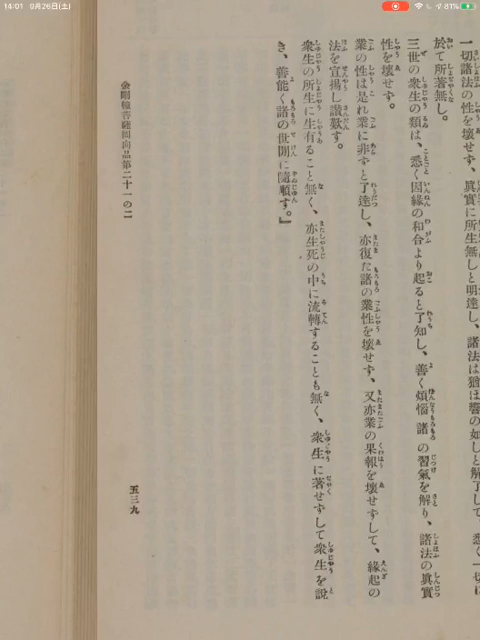 14:01 8月26日(土)
81%
一切諸法の性を壊せず、眞實に所生無しと明達し、諸法は猶ほ響の如しと解了して、悉く一切に
於て所著無し。
三世の衆生の類は、悉く因緣の和合より起ると了知し、善く煩惱諸の習氣を解り、諸法の眞實
性を壊せず。
業の性は是れ業に非ずと了達し、亦復た諸の業性を壊せず、又亦業の果報を壊せずして、緣起の
法を宣揚し讃歎す。
衆生の所生に生有ること無く、亦生死の中に流轉することも無く、衆生に著せずして衆生を說
き、善能く諸の世間に隨順す。』
金剛幢菩薩回向品第二十一の二
五三九